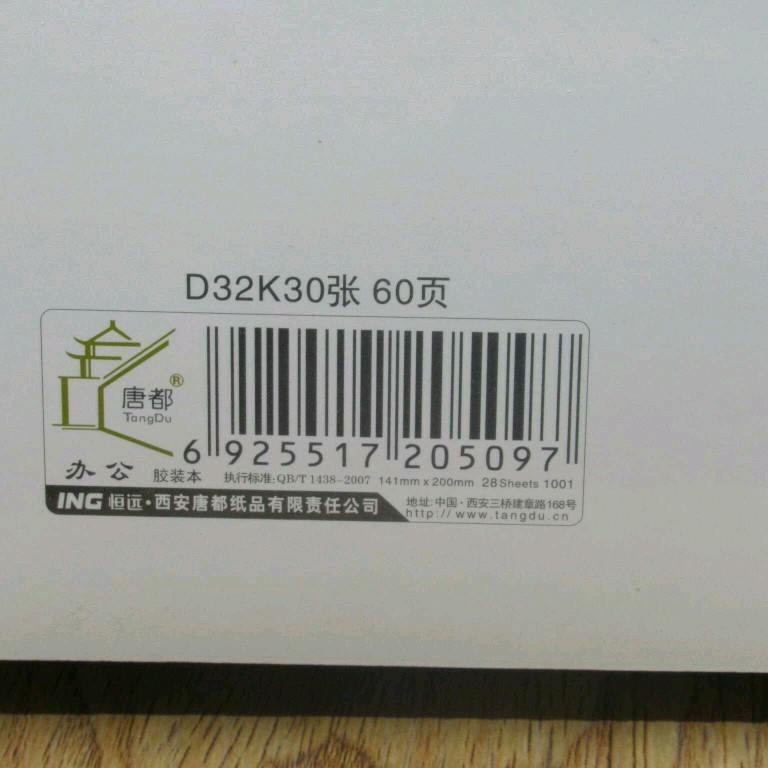 D32K30张 60页
唐都®
TangDu
6 925517 205097
办公 胶装本 执行标准:QB/T 1438-2007 141mm x 200mm 28Sheets 1001
ING 恒远·西安唐都纸品有限责任公司
地址:中国·西安三桥建章路168号
http://www.tangdu.cn